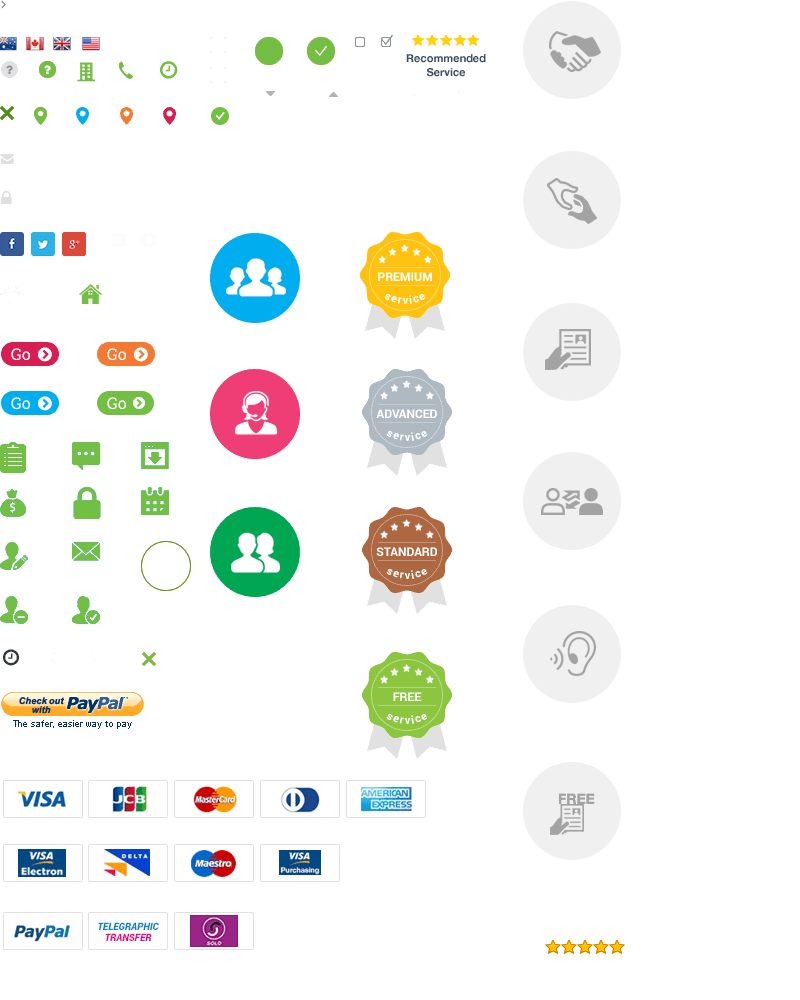 Recommended
Service
?
?
f
g+
PREMIUM
service
Go
Go
ADVANCED
service
Go
Go
$
STANDARD
service
FREE
service
Check out
with PayPal
The safer, easier way to pay
VISA
JCB
MasterCard
AMERICAN
EXPRESS
FREE
VISA
Electron
DELTA
Maestro
VISA
Purchasing
PayPal
TELEGRAPHIC
TRANSFER
S
SOLO